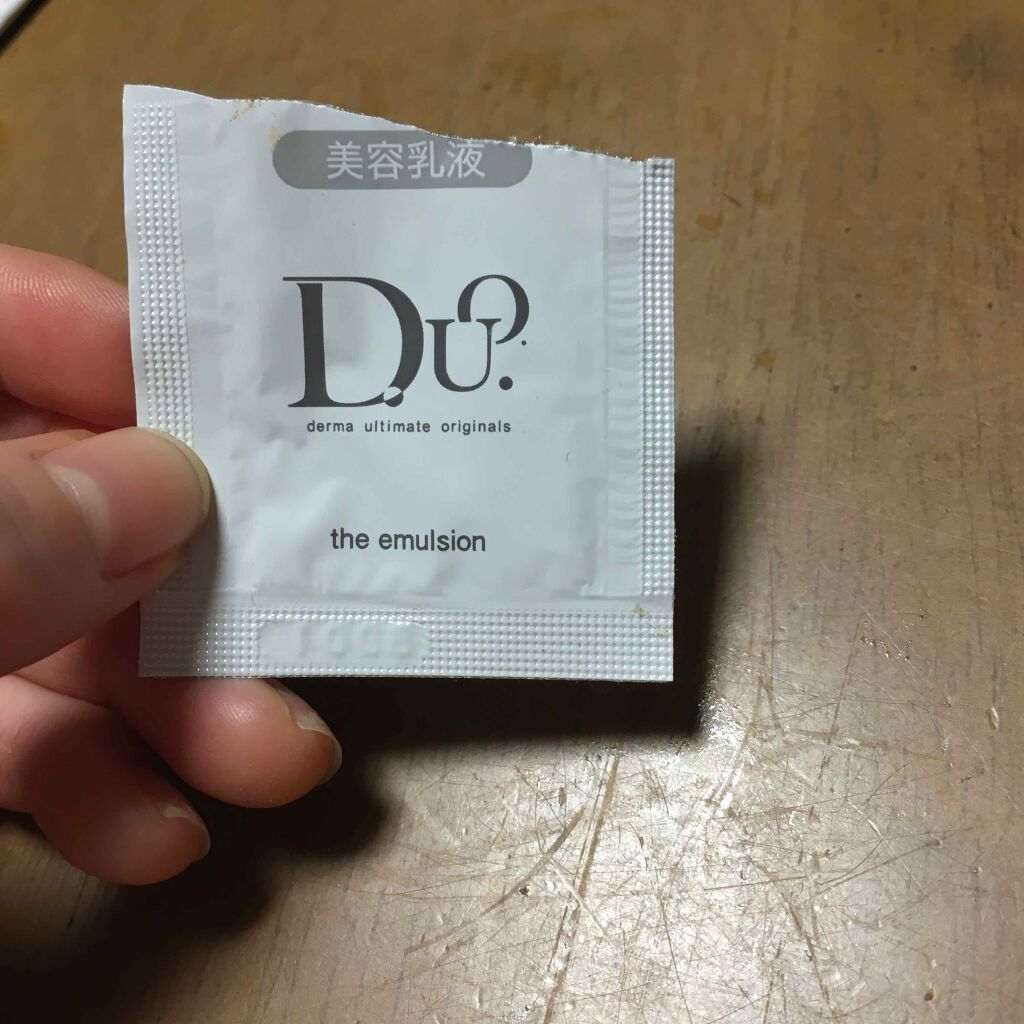 美容乳液
D.U.O.
derma ultimate originals
the emulsion